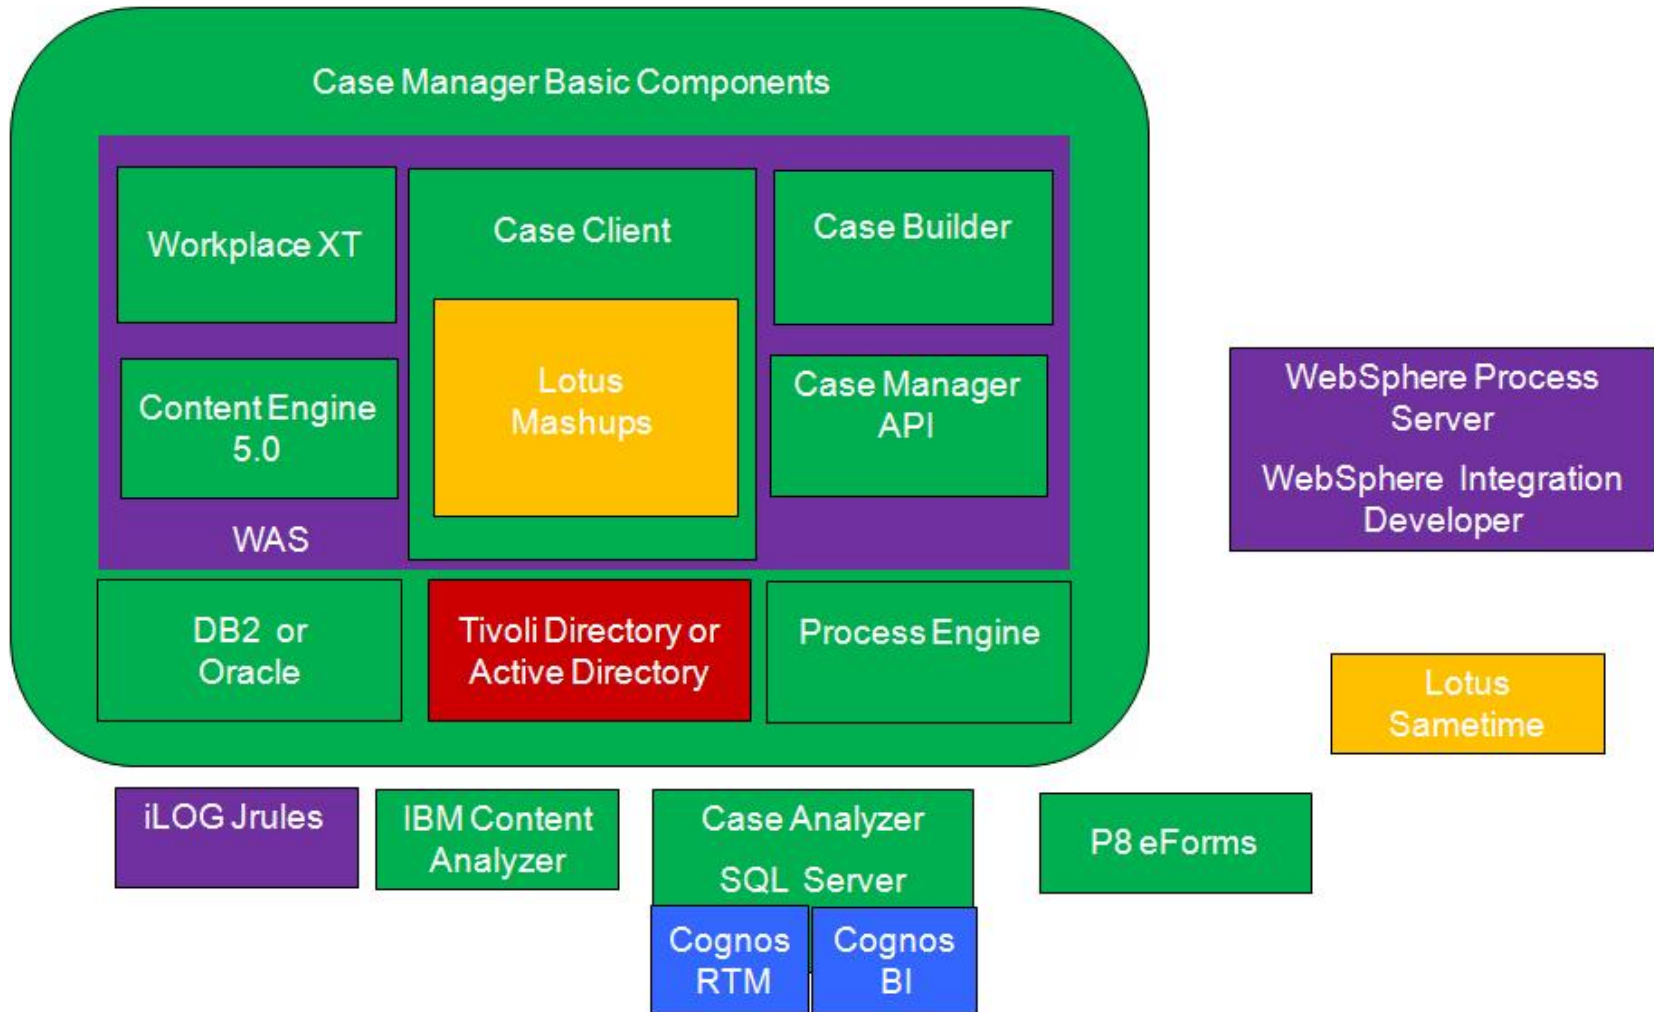 Case Manager Basic Components
Workplace XT
Case Client
Case Builder
Content Engine
5.0
Lotus
Mashups
Case Manager
API
WAS
DB2 or
Oracle
Tivoli Directory or
Active Directory
Process Engine
WebSphere Process
Server
WebSphere Integration
Developer
Lotus
Sametime
iLOG Jrules
IBM Content
Analyzer
Case Analyzer
SQL Server
Cognos
RTM
Cognos
BI
P8 eForms